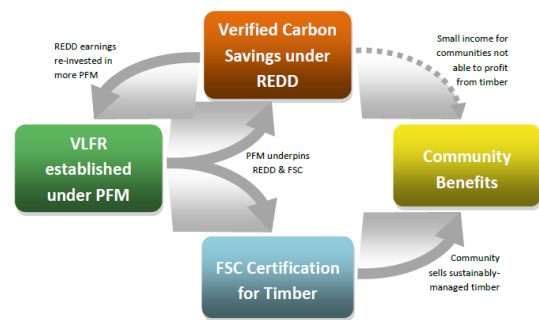 REDD earnings
re-invested in
more PFM
Verified Carbon
Savings under
REDD
Small income for
communities not
able to profit
from timber
VLFR
established
under PFM
PFM underpins
REDD & FSC
Community
Benefits
FSC Certification
for Timber
Community
sells sustainably-
managed timber